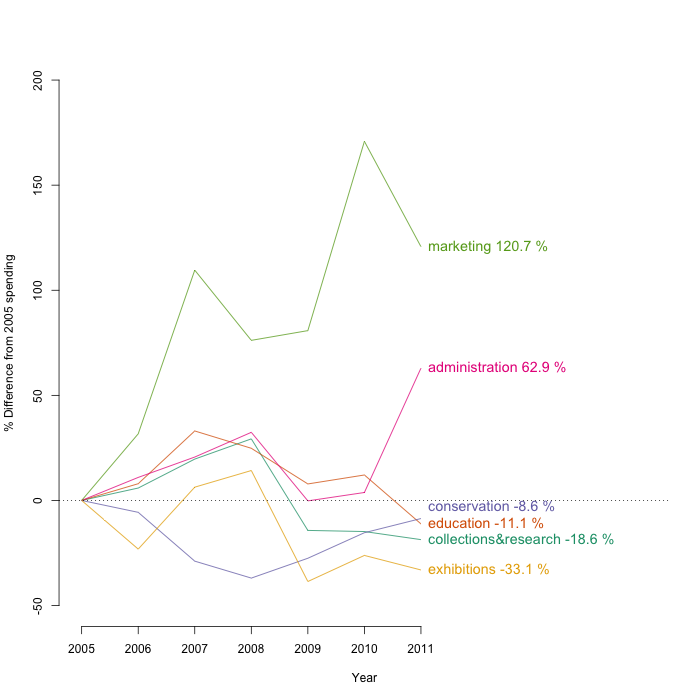 200
150
100
50
0
-50
% Difference from 2005 spending
marketing 120.7 %
administration 62.9 %
conservation -8.6 %
education -11.1 %
collections&research -18.6 %
exhibitions -33.1 %
2005 2006 2007 2008 2009 2010 2011
Year